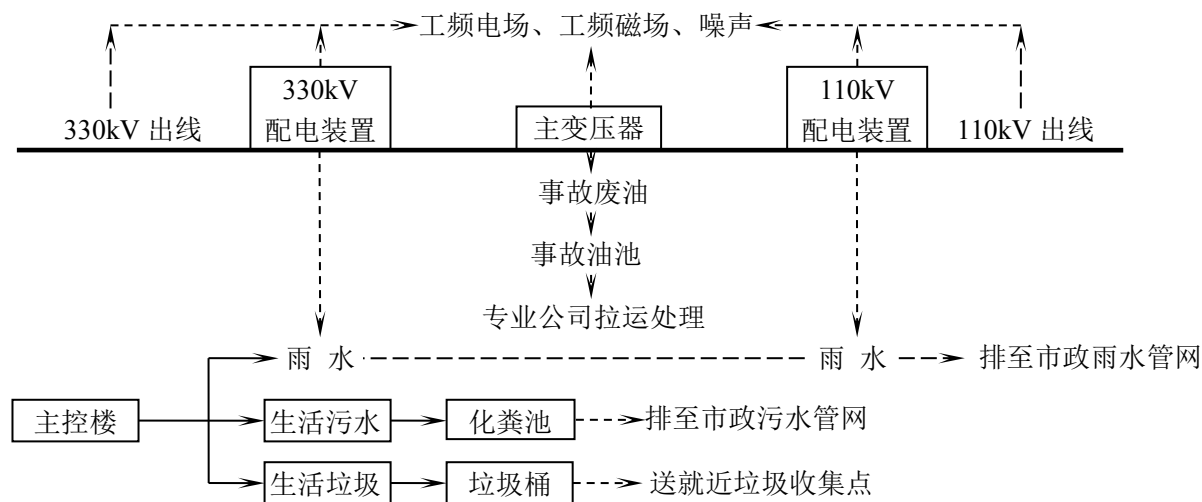 工频电场、工频磁场、噪声
330kV 出线
330kV
配电装置
主变压器
110kV
配电装置
110kV 出线
事故废油
事故油池
专业公司拉运处理
雨 水
雨 水
排至市政雨水管网
主控楼
生活污水
化粪池
排至市政污水管网
生活垃圾
垃圾桶
送就近垃圾收集点